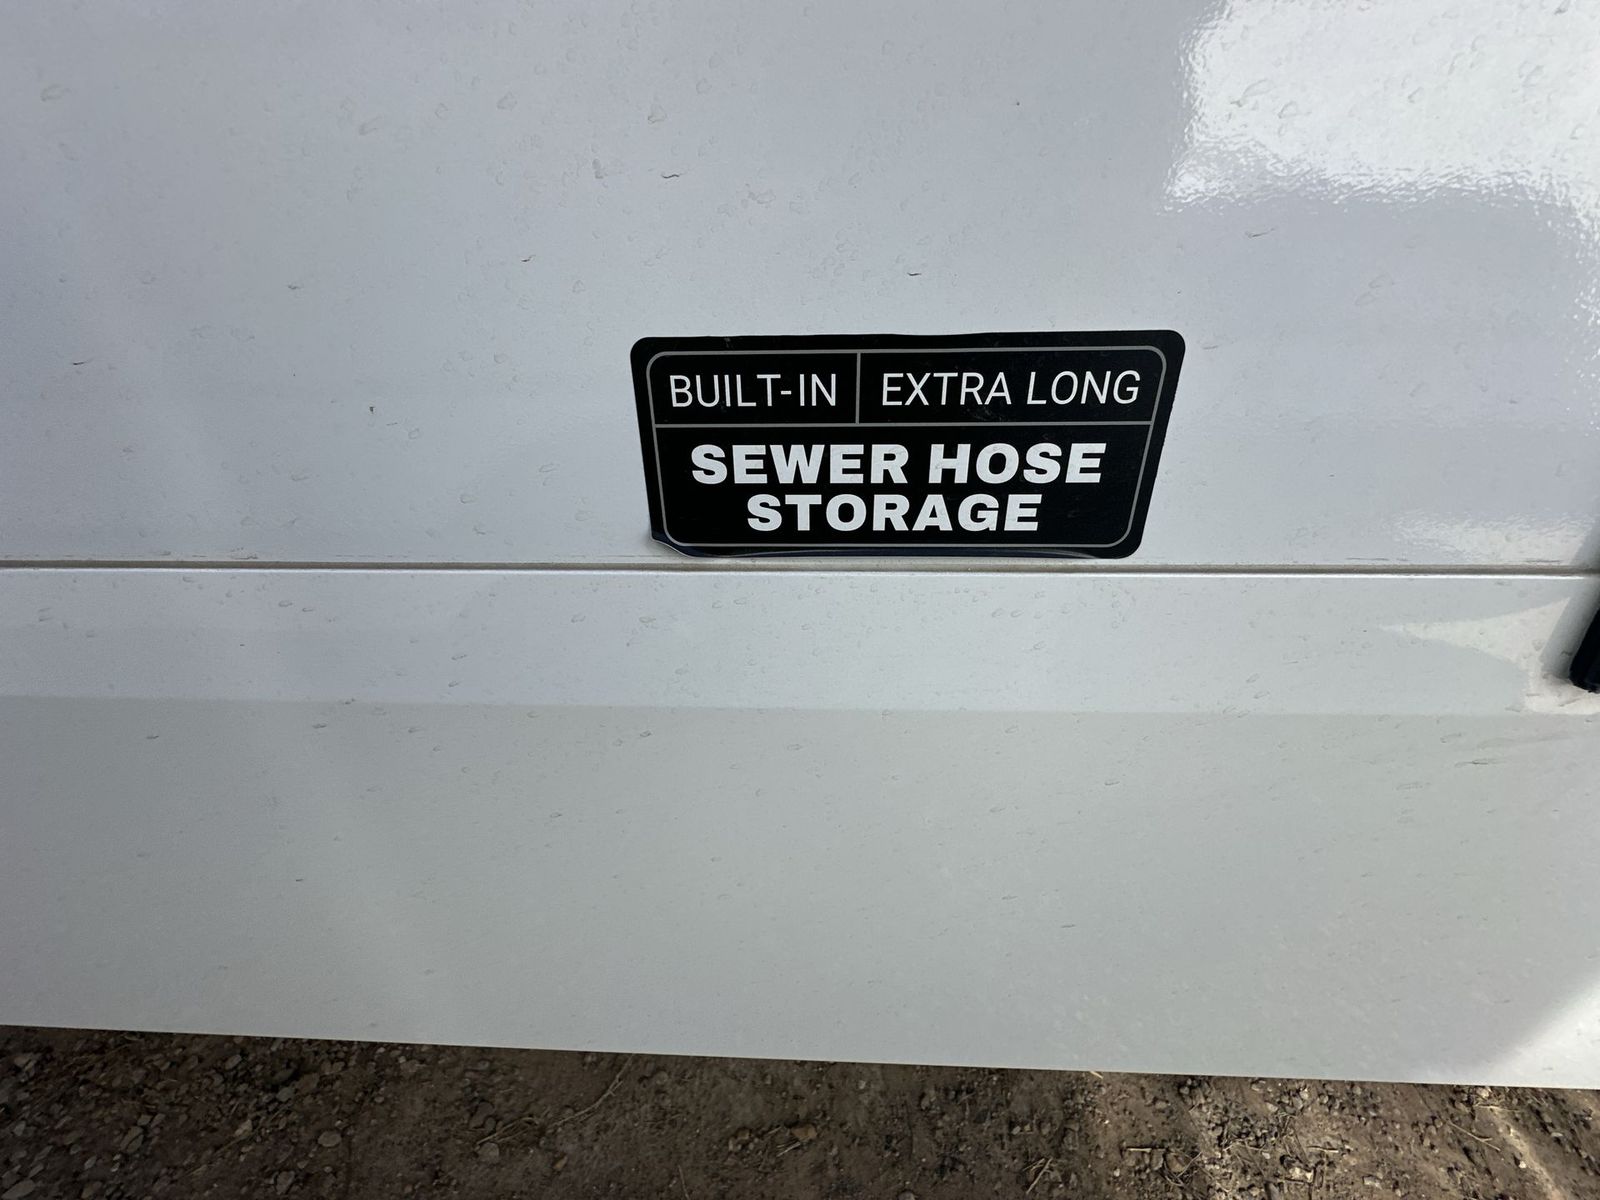 BUILT-IN EXTRA LONG
SEWER HOSE
STORAGE